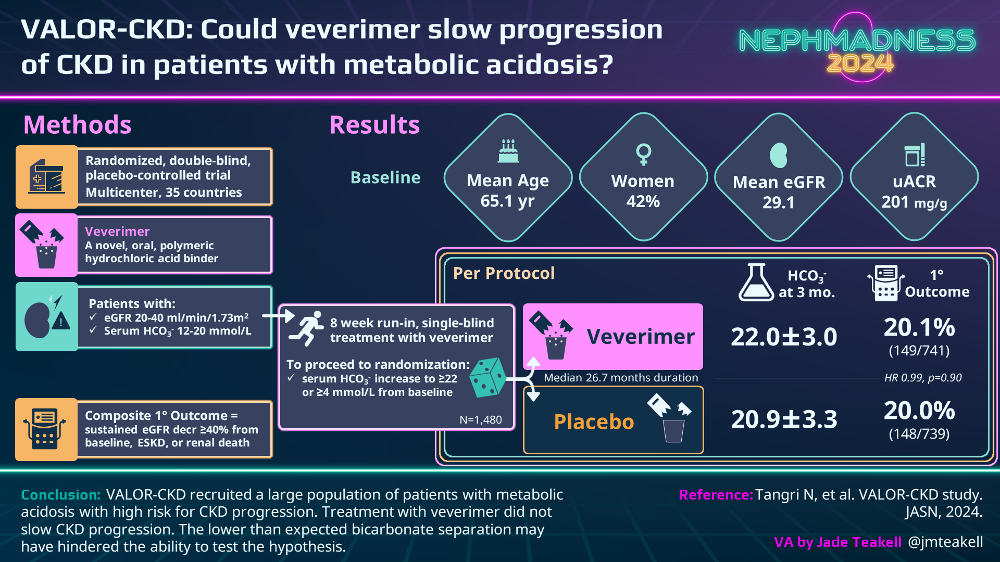 VALOR-CKD: Could veverimer slow progression
of CKD in patients with metabolic acidosis?
NEPHMADNESS
2024
Methods
Randomized, double-blind,
placebo-controlled trial
Multicenter, 35 countries
Veverimer
A novel, oral, polymeric
hydrochloric acid binder
Patients with:
✓ eGFR 20-40 ml/min/1.73m²
✓ Serum HCO₃⁻ 12-20 mmol/L
Composite 1° Outcome =
sustained eGFR decr ≥40% from
baseline, ESKD, or renal death
8 week run-in, single-blind
treatment with veverimer
To proceed to randomization:
✓ serum HCO₃⁻ increase to ≥22
or ≥4 mmol/L from baseline
N=1,480
Results
Baseline
Mean Age
65.1 yr
Women
42%
Mean eGFR
29.1
uACR
201 mg/g
Per Protocol
HCO₃⁻
at 3 mo.
1°
Outcome
Veverimer
22.0±3.0
20.1%
(149/741)
Median 26.7 months duration
HR 0.99, p=0.90
Placebo
20.9±3.3
20.0%
(148/739)
Conclusion: VALOR-CKD recruited a large population of patients with metabolic
acidosis with high risk for CKD progression. Treatment with veverimer did not
slow CKD progression. The lower than expected bicarbonate separation may
have hindered the ability to test the hypothesis.
Reference: Tangri N, et al. VALOR-CKD study.
JASN, 2024.
VA by Jade Teakell @jmteakell